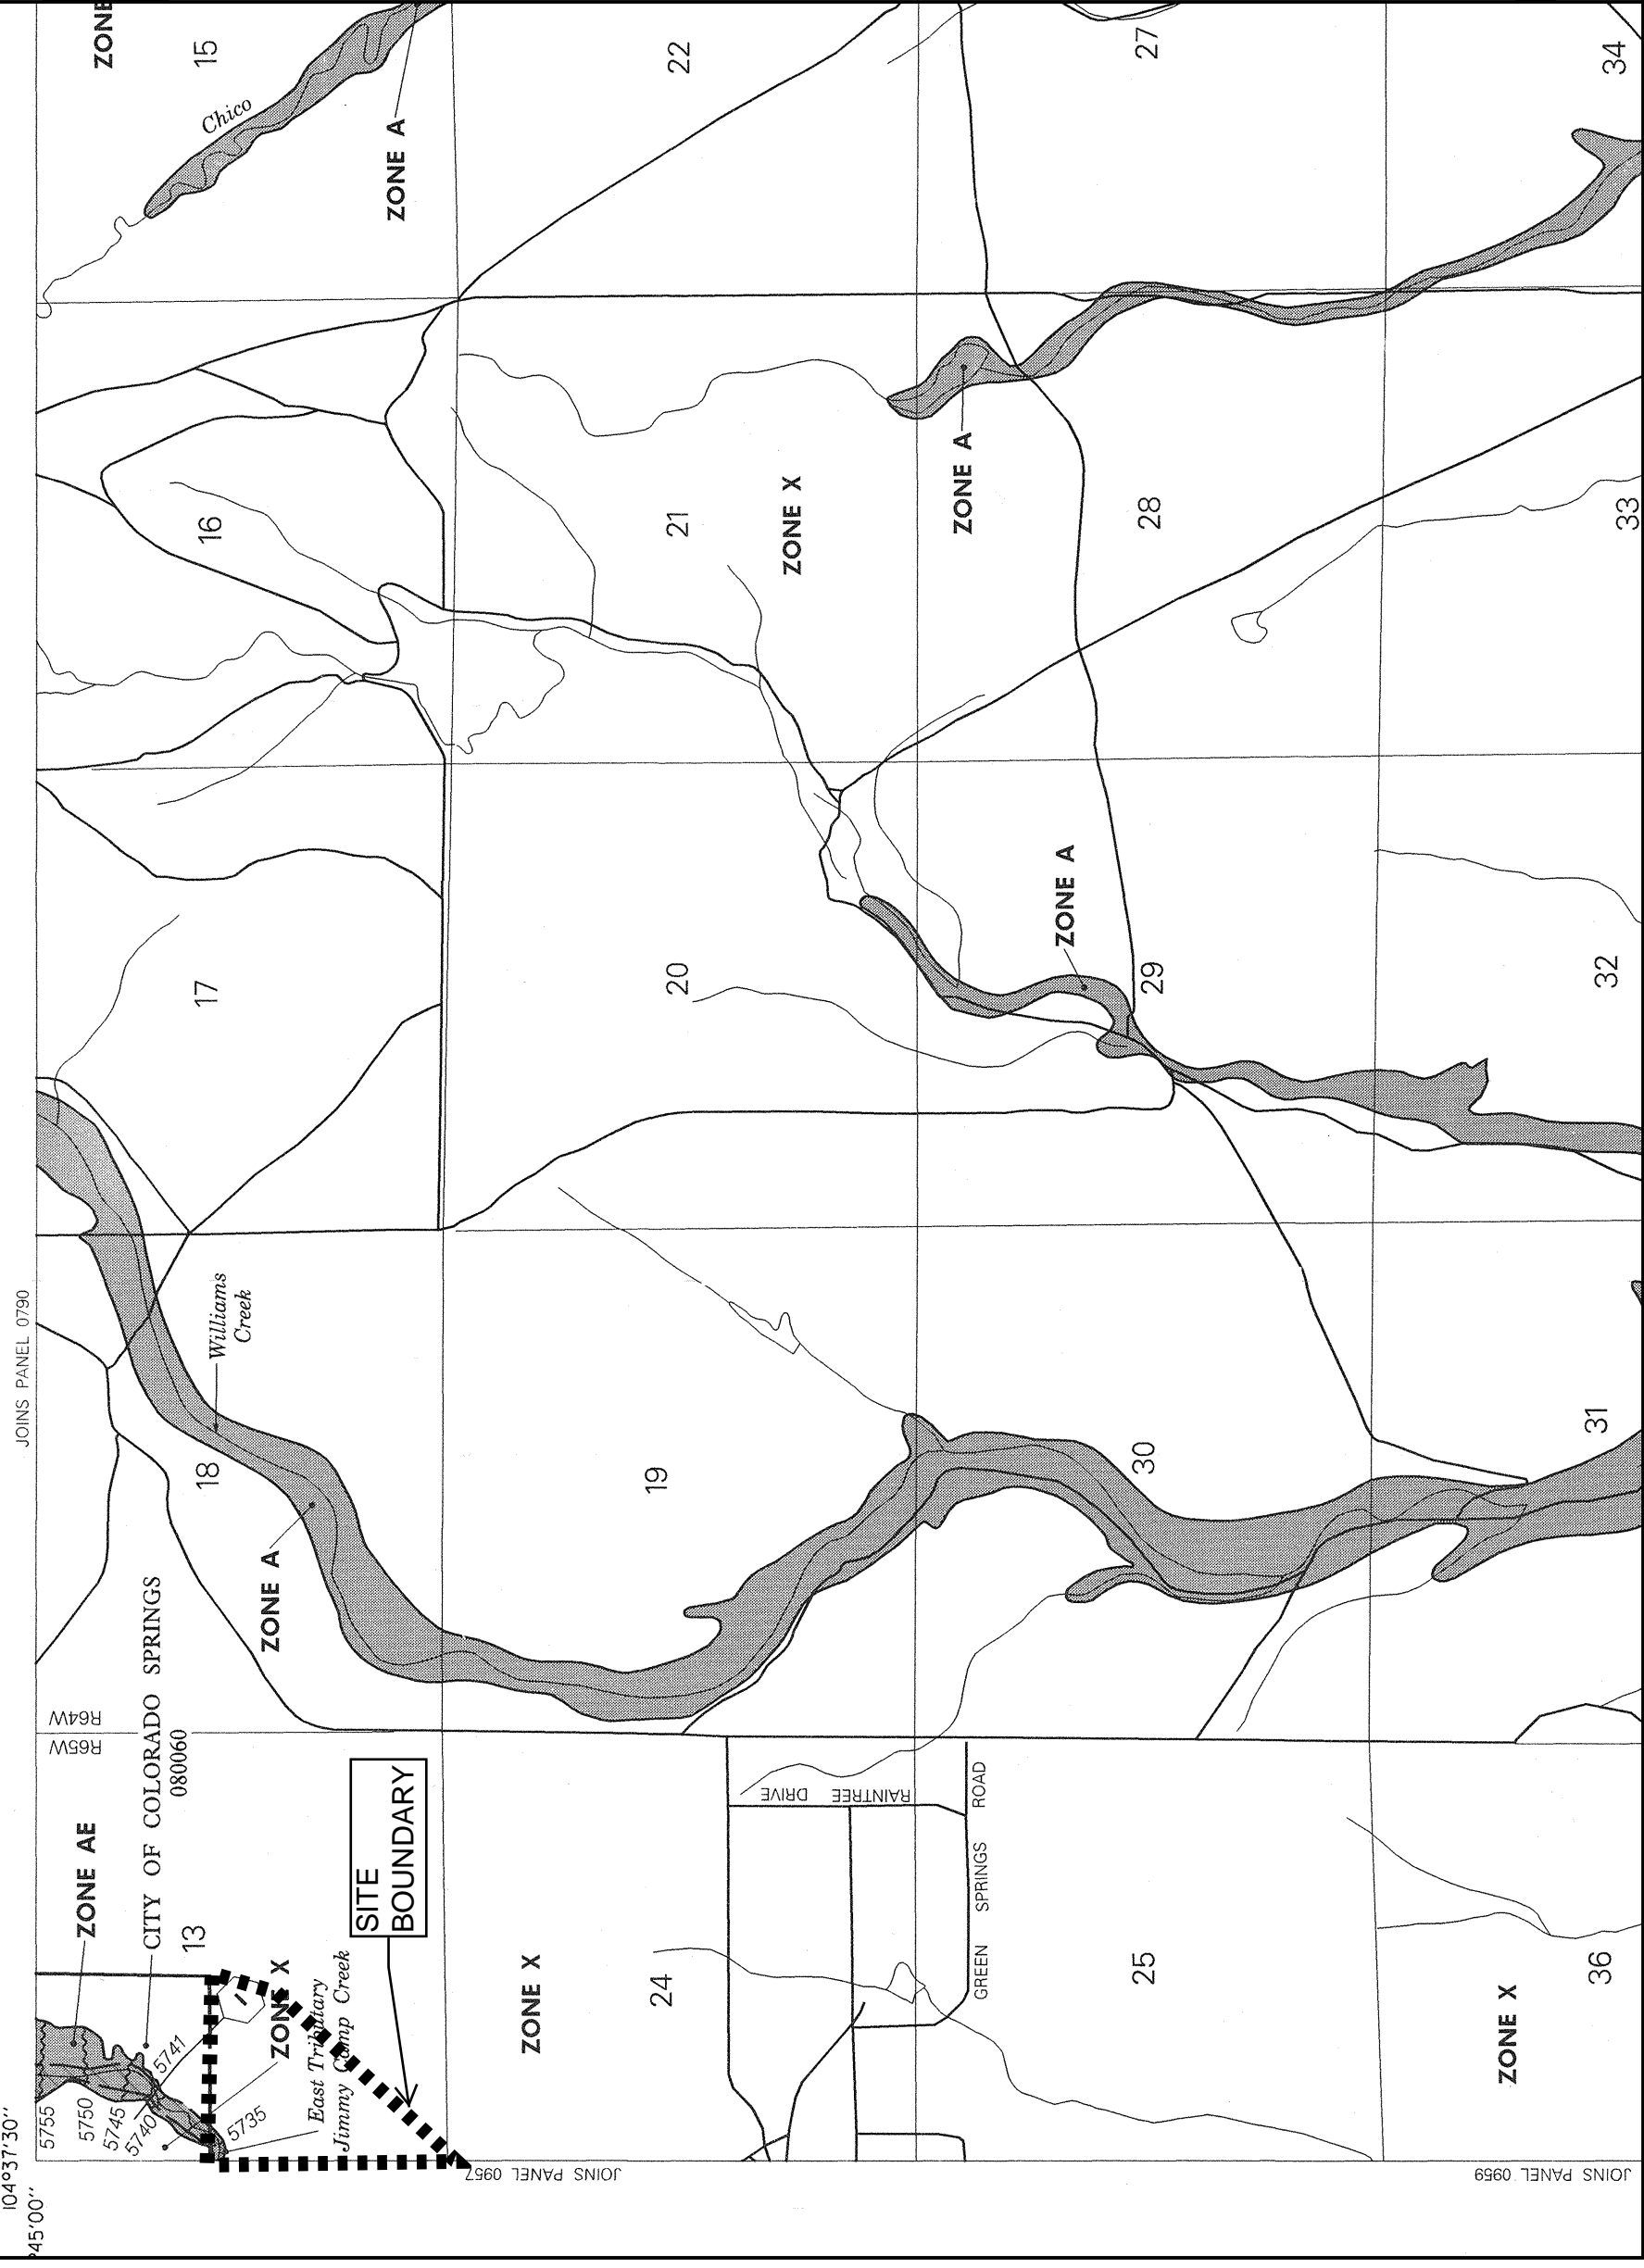 ZONE
15
Chico
ZONE A
22
27
34
16
21
ZONE X
ZONE A
28
33
17
20
ZONE A
29
32
JOINS PANEL 0790
Williams
Creek
18
ZONE A
19
30
31
R64W
R65W
CITY OF COLORADO SPRINGS
080060
ZONE AE
13
SITE
BOUNDARY
ZONE X
East Tributary
Jimmy Camp Creek
5755
5750
5745
5740
5741
5735
ZONE X
24
RAINTREE DRIVE
GREEN SPRINGS ROAD
25
36
ZONE X
104°37'30"
°45'00"
JOINS PANEL 0957
JOINS PANEL 0959